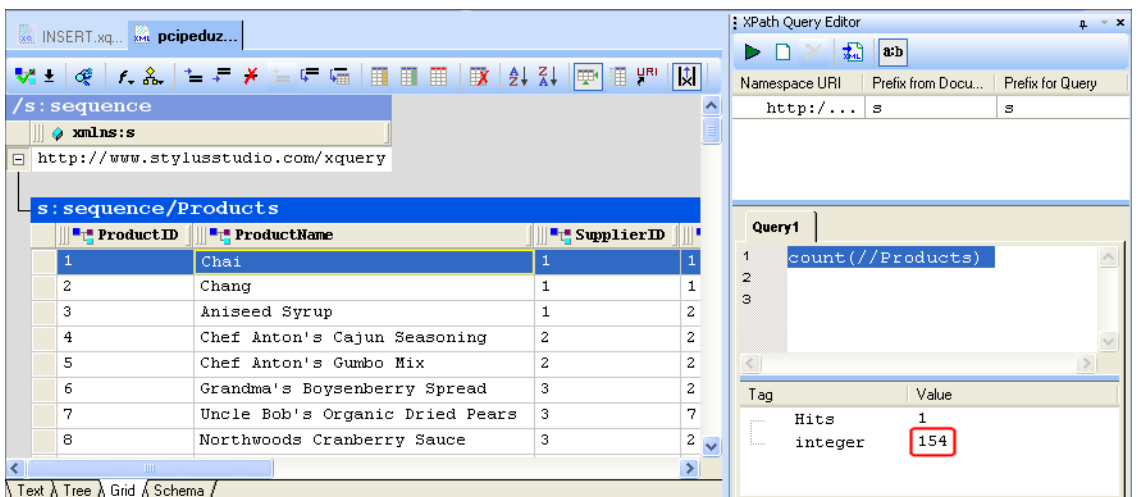 INSERT.xq... pcipeduz...
/s:sequence
xmlns:s
http://www.stylusstudio.com/xquery
s:sequence/Products
ProductID ProductName SupplierID
1 Chai 1 1
2 Chang 1 1
3 Aniseed Syrup 1 2
4 Chef Anton's Cajun Seasoning 2 2
5 Chef Anton's Gumbo Mix 2 2
6 Grandma's Boysenberry Spread 3 2
7 Uncle Bob's Organic Dried Pears 3 7
8 Northwoods Cranberry Sauce 3 2
Text Tree Grid Schema
XPath Query Editor
a:b
Namespace URI Prefix from Docu... Prefix for Query
http:/... s s
Query1
1 count(//Products)
2
3
Tag Value
Hits 1
integer 154